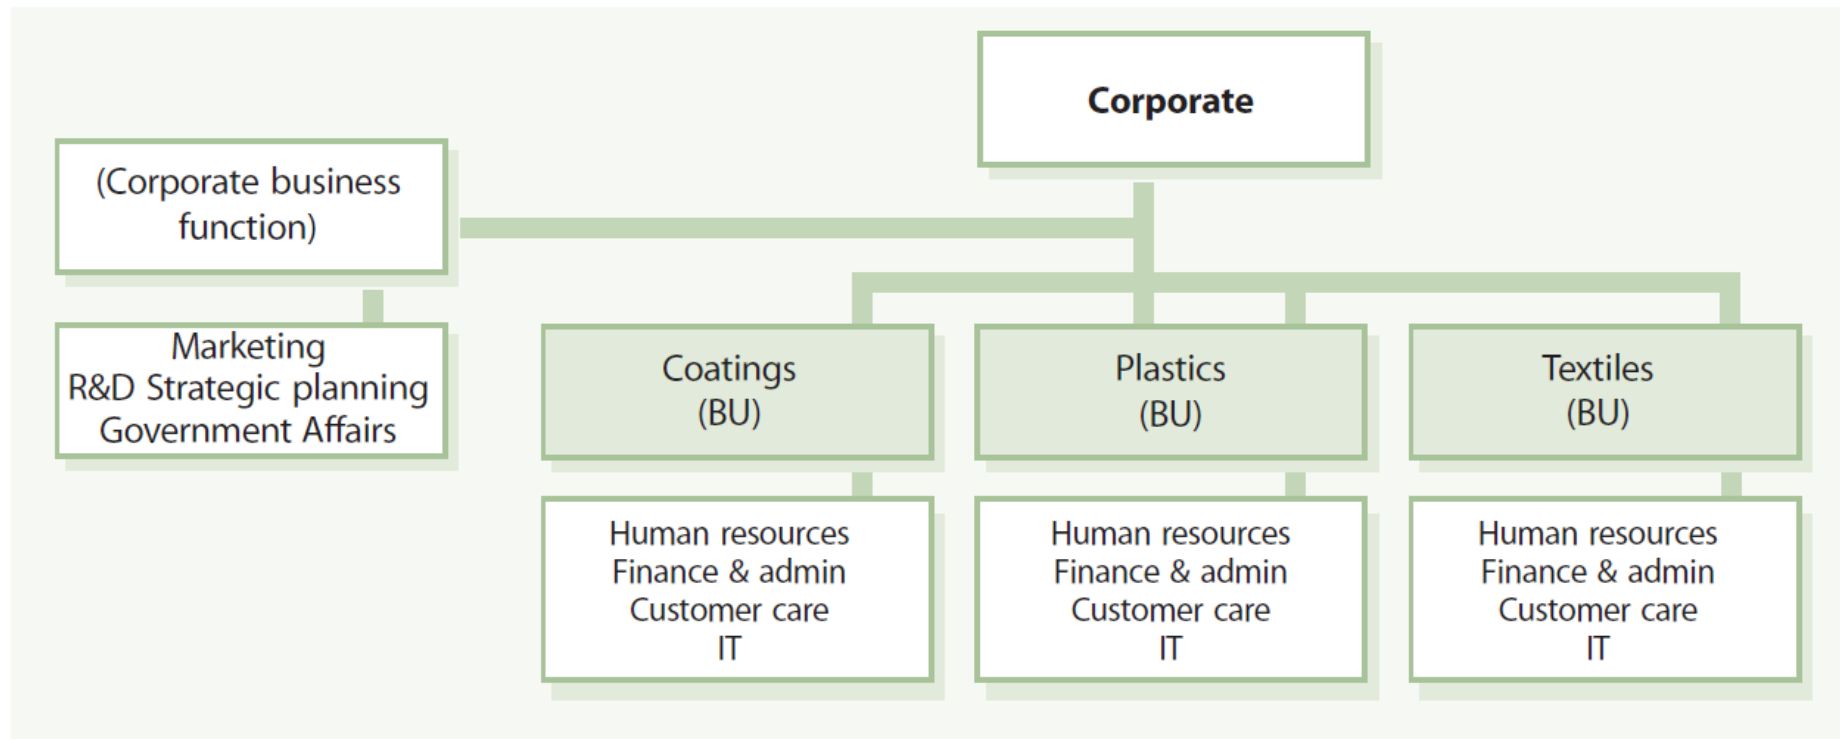 Corporate
(Corporate business
function)
Marketing
R&D Strategic planning
Government Affairs
Coatings
(BU)
Plastics
(BU)
Textiles
(BU)
Human resources
Finance & admin
Customer care
IT
Human resources
Finance & admin
Customer care
IT
Human resources
Finance & admin
Customer care
IT